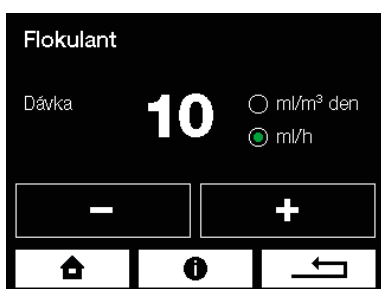 Flokulant
Dávka
10
ml/m³ den
ml/h
− +